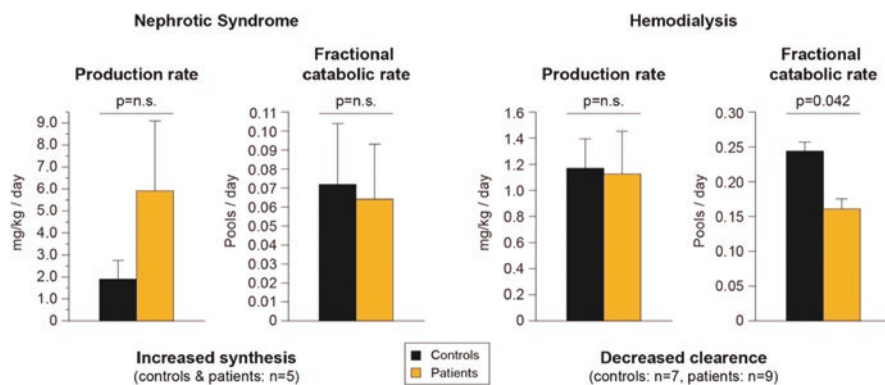 Nephrotic Syndrome
Production rate
p=n.s.
mg/kg / day
9.0
8.0
7.0
6.0
5.0
4.0
3.0
2.0
1.0
0
Fractional
catabolic rate
p=n.s.
Pools / day
0.11
0.12
0.10
0.09
0.08
0.07
0.06
0.05
0.04
0.03
0.02
0.01
0
Increased synthesis
(controls & patients: n=5)
Controls
Patients
Hemodialysis
Production rate
p=n.s.
mg/kg / day
1.6
1.4
1.2
1.0
0.8
0.6
0.4
0.2
0
Fractional
catabolic rate
p=0.042
Pools / day
0.30
0.25
0.20
0.15
0.10
0.05
0
Decreased clearence
(controls: n=7, patients: n=9)